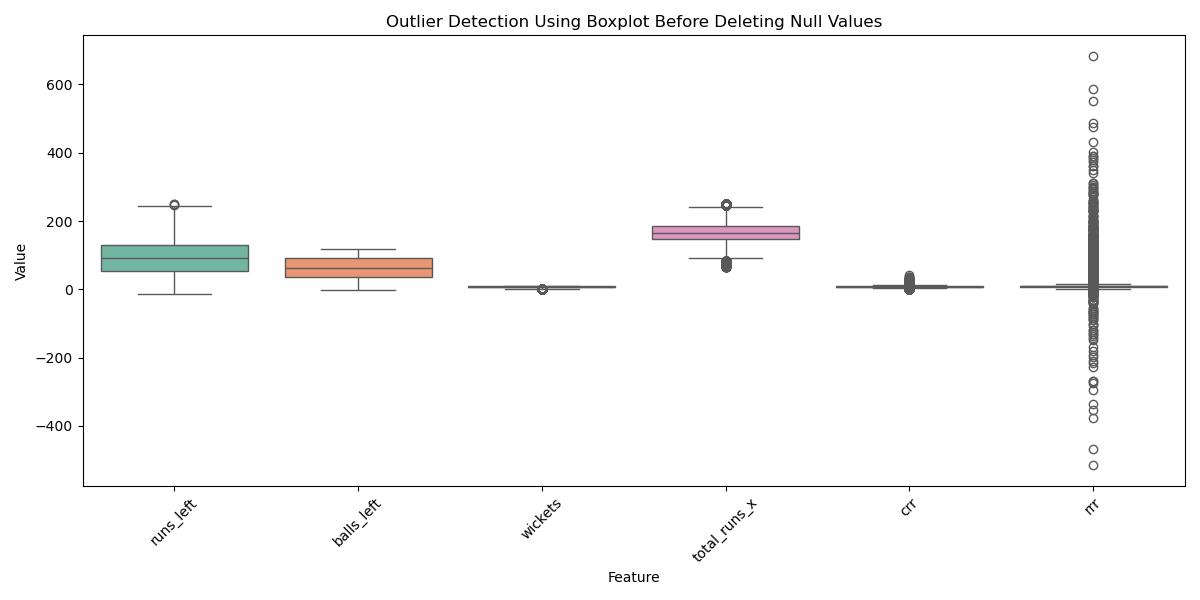 Outlier Detection Using Boxplot Before Deleting Null Values
600
400
200
0
−200
−400
Value
runs_left
balls_left
wickets
total_runs_x
crr
rrr
Feature